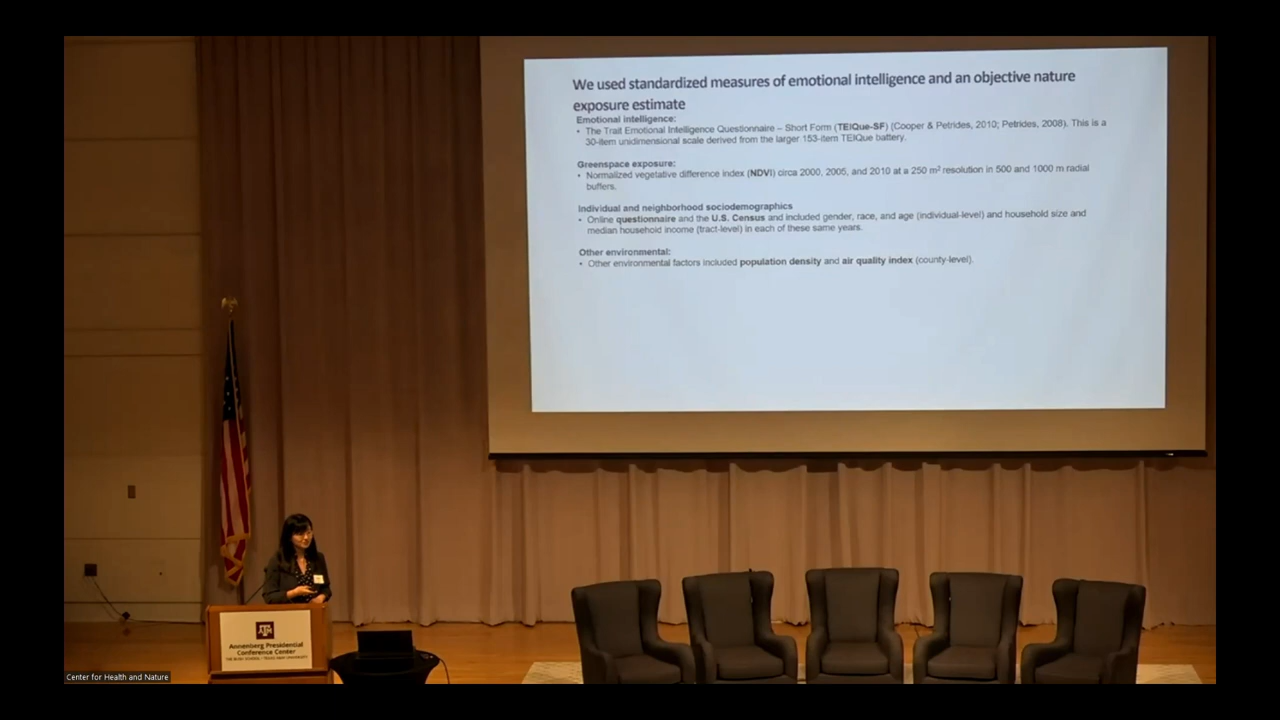 We used standardized measures of emotional intelligence and an objective nature
exposure estimate
Emotional intelligence:
• The Trait Emotional Intelligence Questionnaire – Short Form (TEIQue-SF) (Cooper & Petrides, 2010; Petrides, 2008). This is a
30-item unidimensional scale derived from the larger 153-item TEIQue battery.
Greenspace exposure:
• Normalized vegetative difference index (NDVI) circa 2000, 2005, and 2010 at a 250 m² resolution in 500 and 1000 m radial
buffers.
Individual and neighborhood sociodemographics
• Online questionnaire and the U.S. Census and included gender, race, and age (individual-level) and household size and
median household income (tract-level) in each of these same years.
Other environmental:
• Other environmental factors included population density and air quality index (county-level).
ATM
Annenberg Presidential
Conference Center
THE BUSH SCHOOL • TEXAS A&M UNIVERSITY
Center for Health and Nature